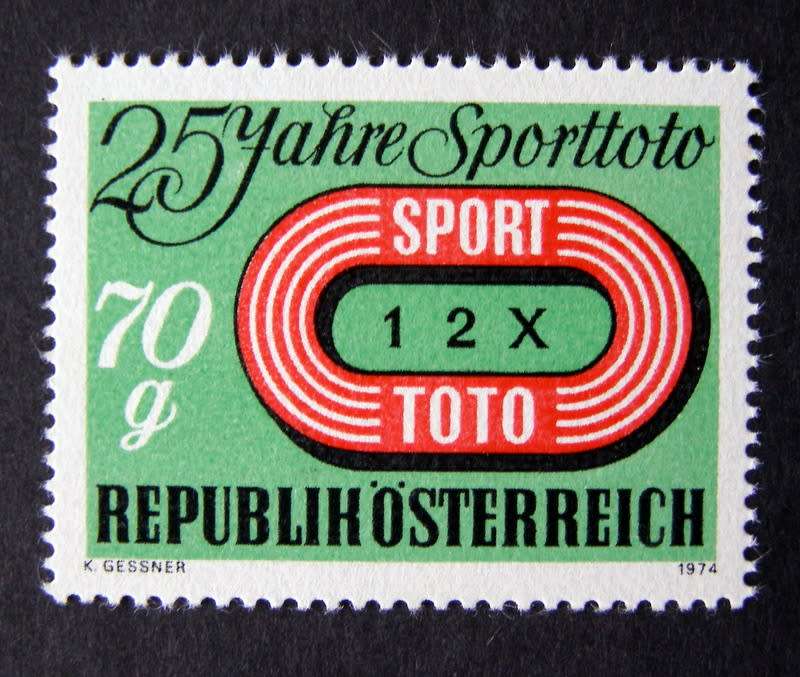 25 Jahre Sporttoto
SPORT
70
g
1 2 X
TOTO
REPUBLIK ÖSTERREICH
K. GESSNER
1974